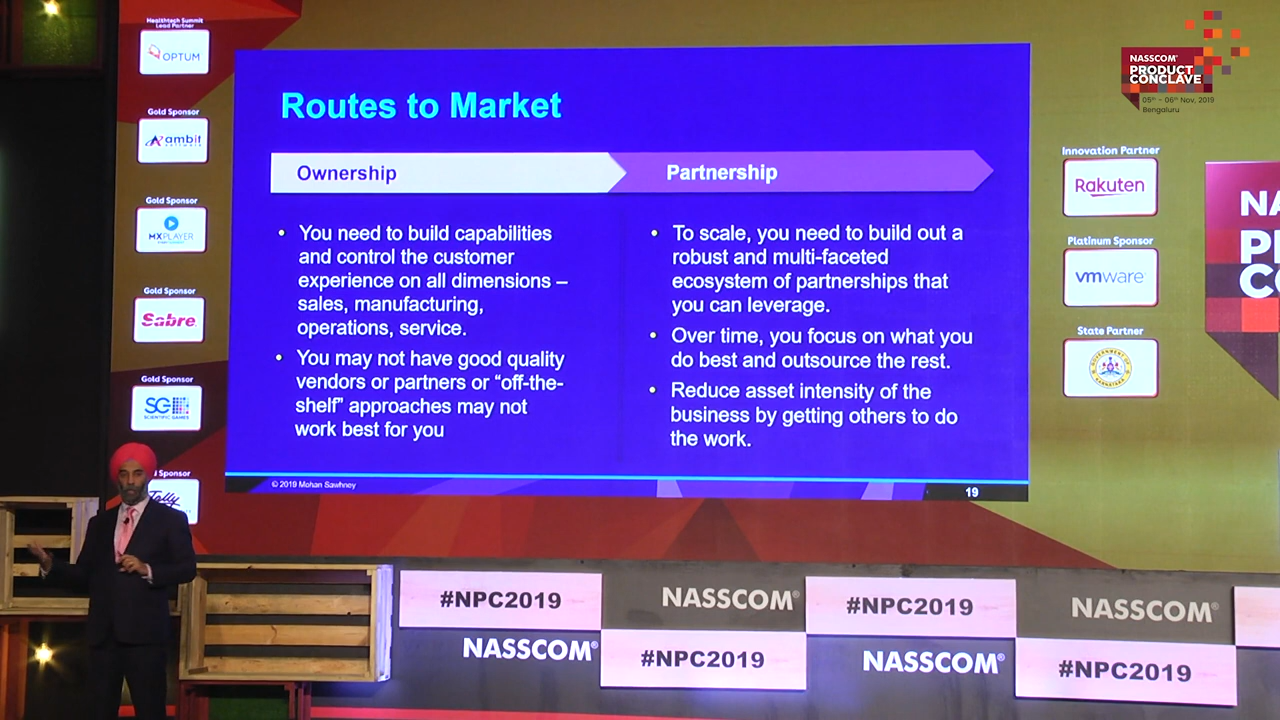 Healthtech Summit
Lead Partner
OPTUM
Gold Sponsor
ambit
Gold Sponsor
MXPLAYER
Gold Sponsor
Sabre
Gold Sponsor
SG
SCIENTIFIC GAMES
Sponsor
Tally
Routes to Market
Ownership
• You need to build capabilities
and control the customer
experience on all dimensions –
sales, manufacturing,
operations, service.
• You may not have good quality
vendors or partners or “off-the-
shelf” approaches may not
work best for you
Partnership
• To scale, you need to build out a
robust and multi-faceted
ecosystem of partnerships that
you can leverage.
• Over time, you focus on what you
do best and outsource the rest.
• Reduce asset intensity of the
business by getting others to do
the work.
© 2019 Mohan Sawhney
19
NASSCOM®
PRODUCT
CONCLAVE
05th - 06th Nov, 2019
Bengaluru
Innovation Partner
Rakuten
Platinum Sponsor
vmware®
State Partner
NA
P
CO
#NPC2019
NASSCOM®
#NPC2019
NASSCOM®
NASSCOM®
#NPC2019
NASSCOM®
#NPC2019